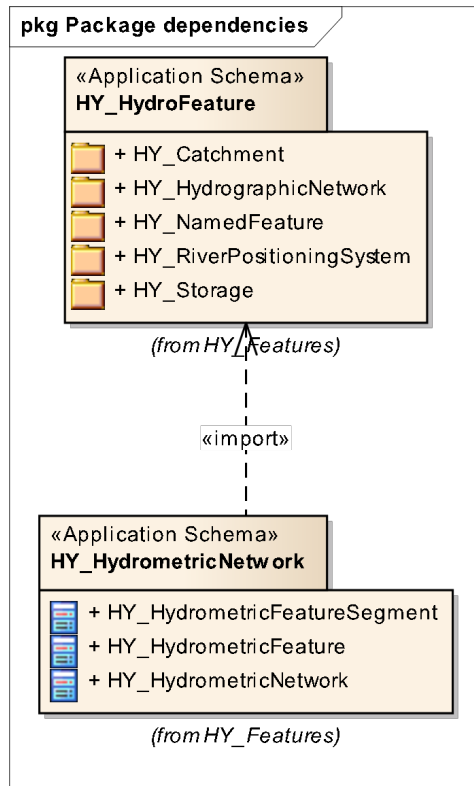 pkg Package dependencies
«Application Schema»
HY_HydroFeature
+ HY_Catchment
+ HY_HydrographicNetwork
+ HY_NamedFeature
+ HY_RiverPositioningSystem
+ HY_Storage
(from HY_Features)
«import»
«Application Schema»
HY_HydrometricNetwork
+ HY_HydrometricFeatureSegment
+ HY_HydrometricFeature
+ HY_HydrometricNetwork
(from HY_Features)